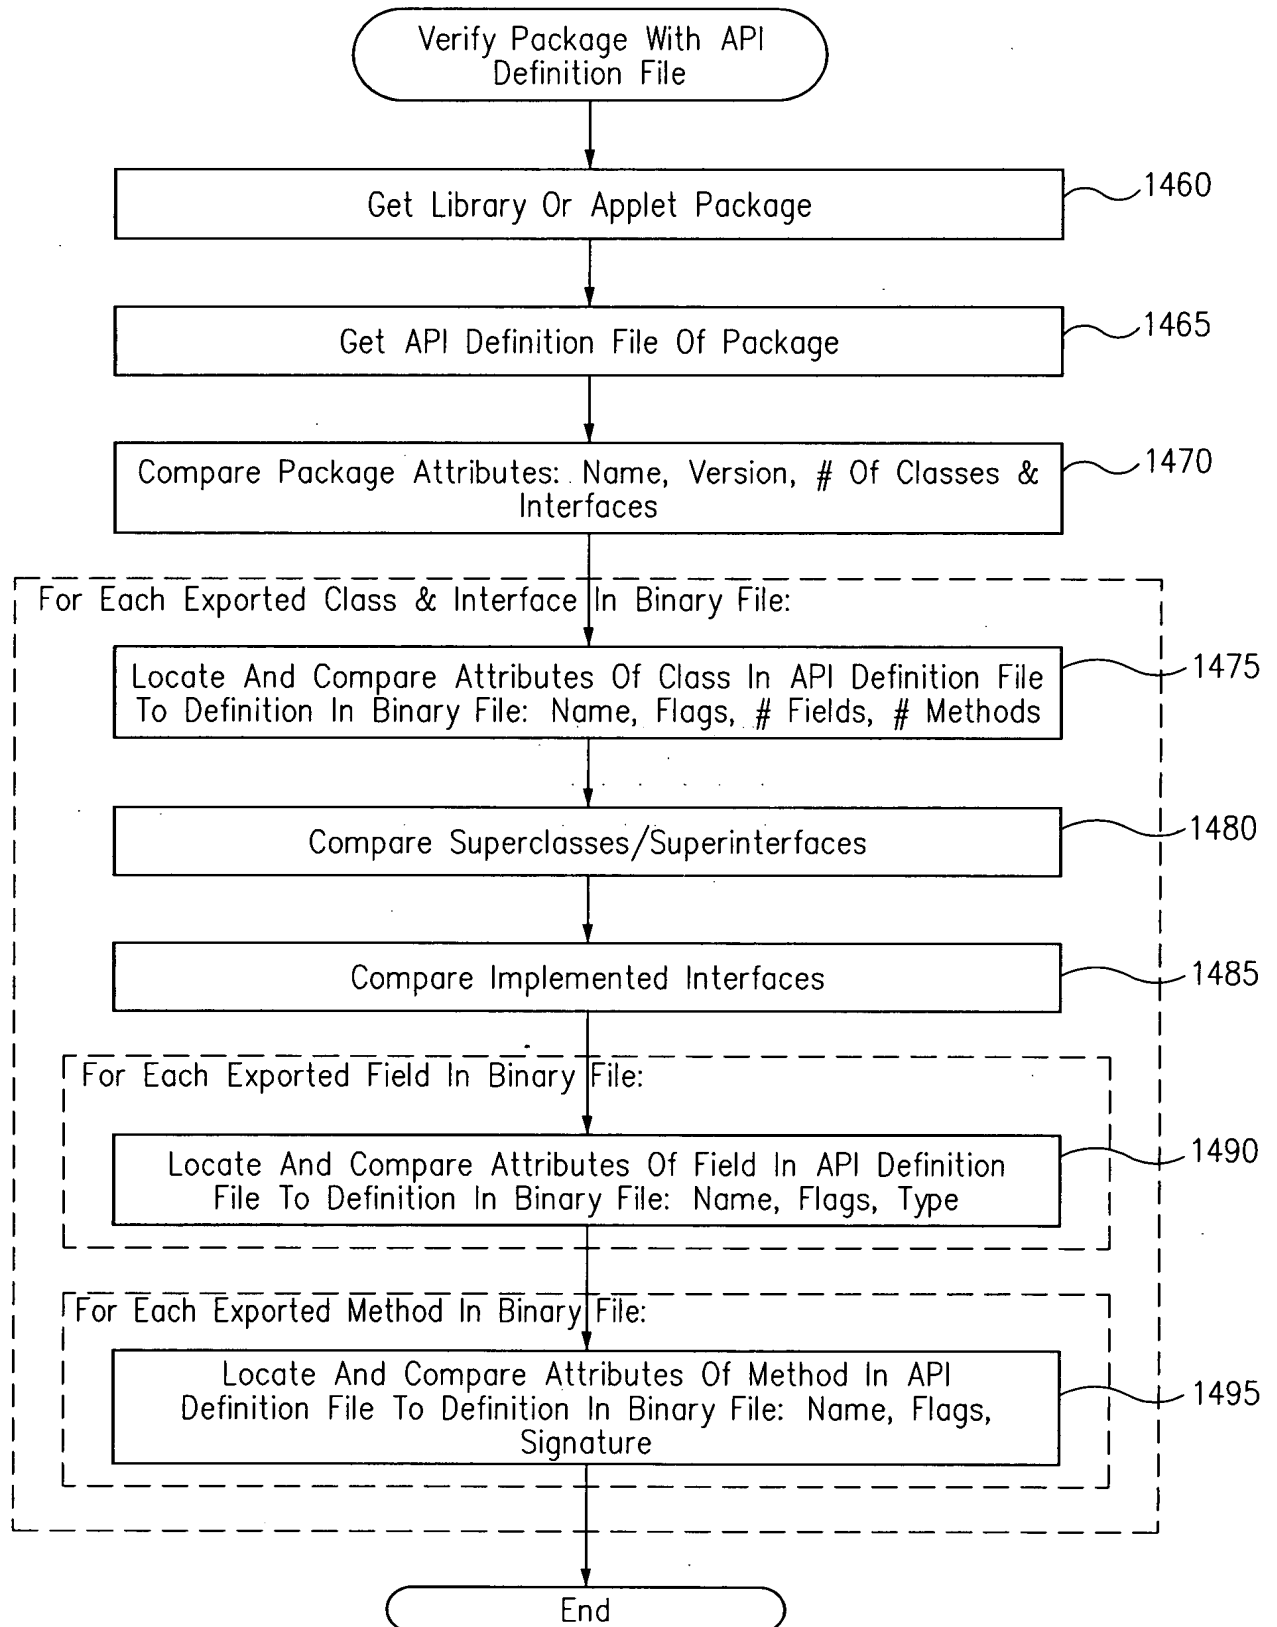 Verify Package With API
Definition File
Get Library Or Applet Package
1460
Get API Definition File Of Package
1465
Compare Package Attributes: Name, Version, # Of Classes &
Interfaces
1470
For Each Exported Class & Interface In Binary File:
Locate And Compare Attributes Of Class In API Definition File
To Definition In Binary File: Name, Flags, # Fields, # Methods
1475
Compare Superclasses/Superinterfaces
1480
Compare Implemented Interfaces
1485
For Each Exported Field In Binary File:
Locate And Compare Attributes Of Field In API Definition
File To Definition In Binary File: Name, Flags, Type
1490
For Each Exported Method In Binary File:
Locate And Compare Attributes Of Method In API
Definition File To Definition In Binary File: Name, Flags,
Signature
1495
End